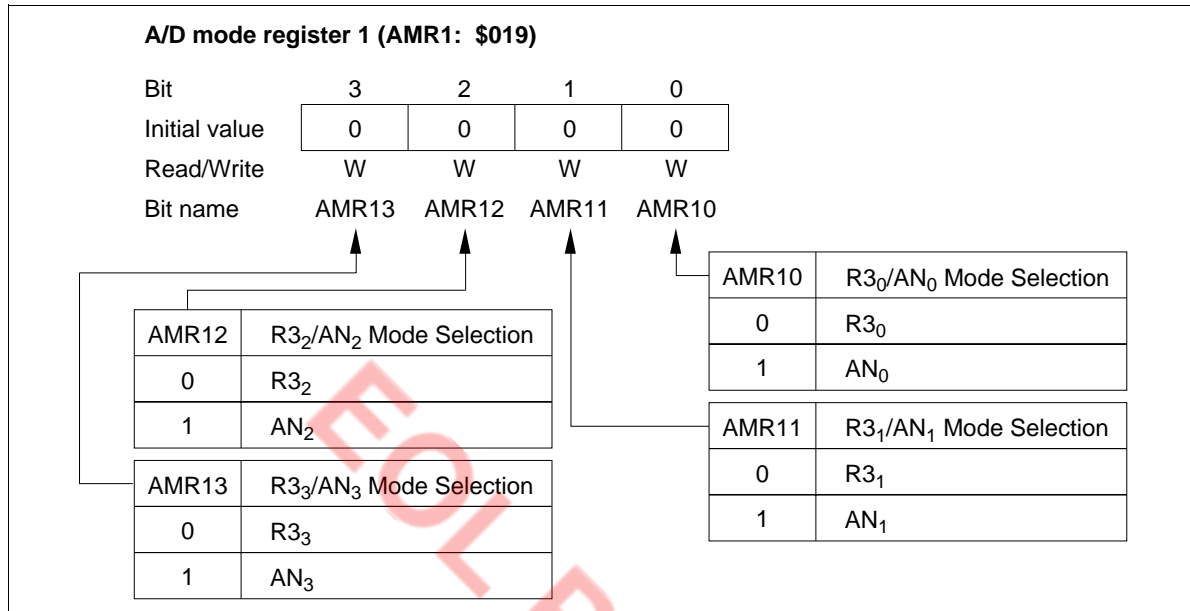 A/D mode register 1 (AMR1: $019)
Bit 3 2 1 0
Initial value 0 0 0 0
Read/Write W W W W
Bit name AMR13 AMR12 AMR11 AMR10
AMR10 R3₀/AN₀ Mode Selection
0 R3₀
1 AN₀
AMR12 R3₂/AN₂ Mode Selection
0 R3₂
1 AN₂
AMR11 R3₁/AN₁ Mode Selection
0 R3₁
1 AN₁
AMR13 R3₃/AN₃ Mode Selection
0 R3₃
1 AN₃
EOL